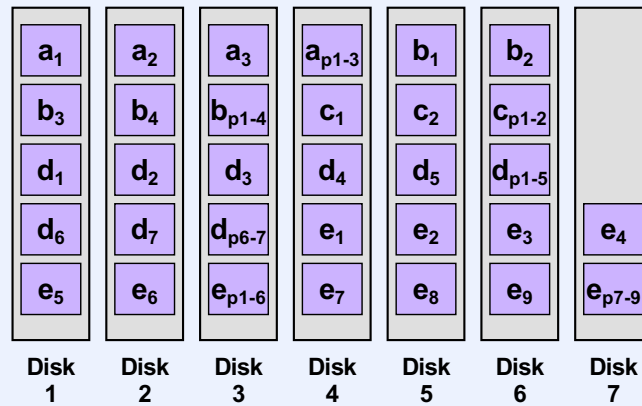 a₁ a₂ a₃ aₚ₁₋₃ b₁ b₂
b₃ b₄ bₚ₁₋₄ c₁ c₂ cₚ₁₋₂
d₁ d₂ d₃ d₄ d₅ dₚ₁₋₅
d₆ d₇ dₚ₆₋₇ e₁ e₂ e₃ e₄
e₅ e₆ eₚ₁₋₆ e₇ e₈ e₉ eₚ₇₋₉
Disk Disk Disk Disk Disk Disk Disk
1 2 3 4 5 6 7